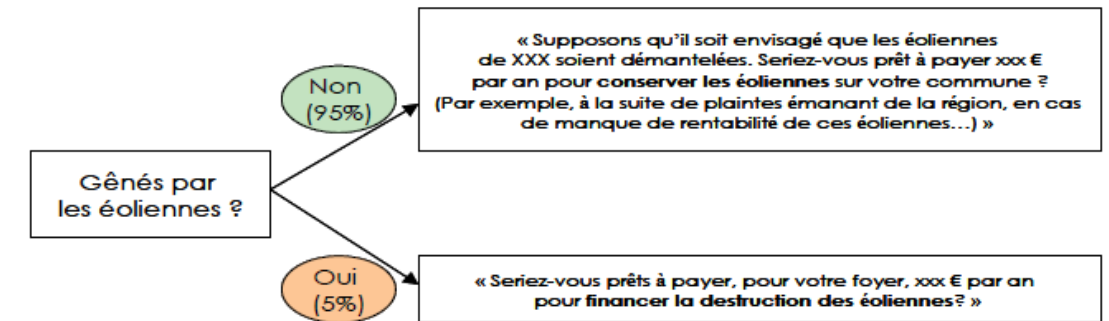 « Supposons qu'il soit envisagé que les éoliennes
de XXX soient démantelées. Seriez-vous prêt à payer xxx €
par an pour conserver les éoliennes sur votre commune ?
(Par exemple, à la suite de plaintes émanant de la région, en cas
de manque de rentabilité de ces éoliennes...) »
Non
(95%)
Gênés par
les éoliennes ?
Oui
(5%)
« Seriez-vous prêts à payer, pour votre foyer, xxx € par an
pour financer la destruction des éoliennes? »